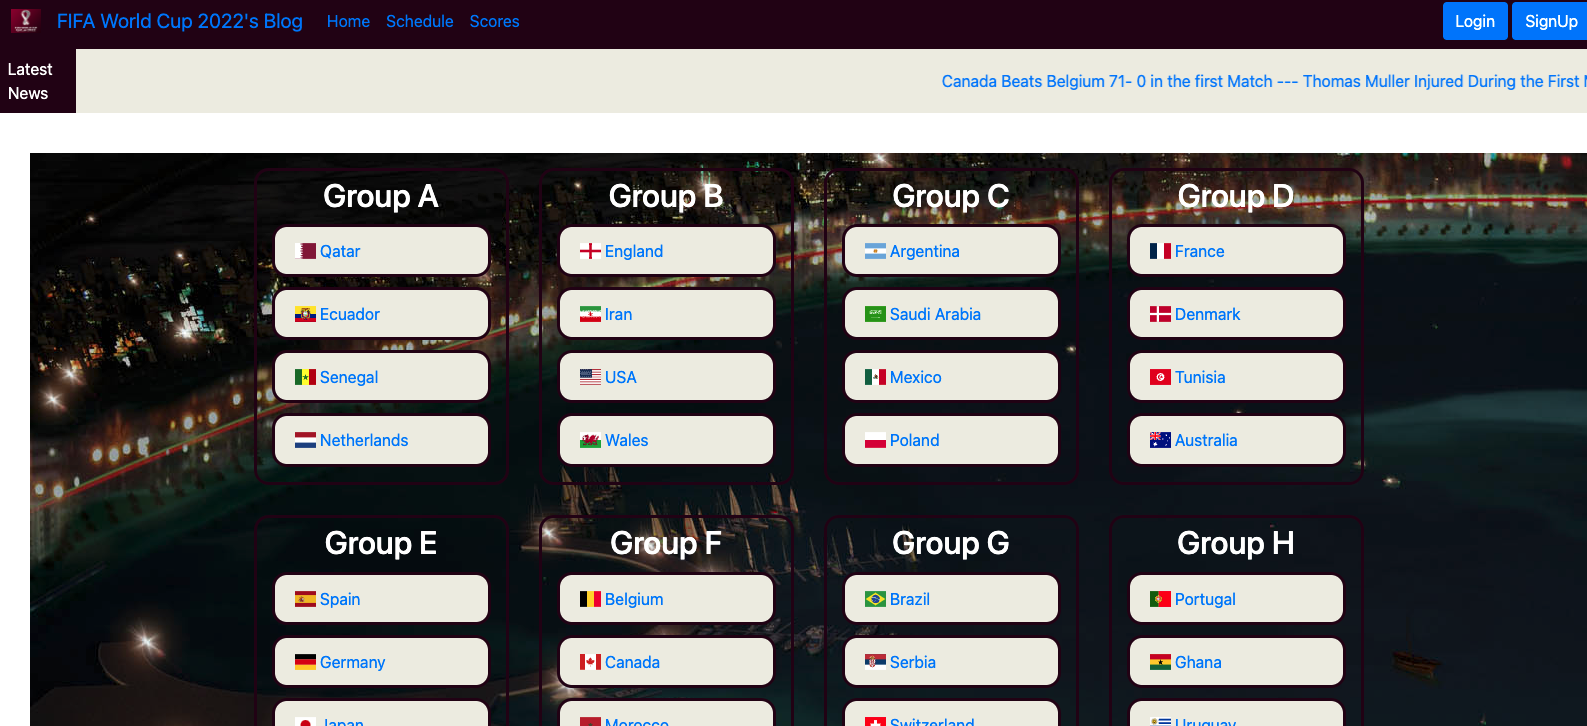 FIFA World Cup 2022's Blog Home Schedule Scores Login SignUp
Latest
News
Canada Beats Belgium 71- 0 in the first Match --- Thomas Muller Injured During the First
Group A Group B Group C Group D
Qatar England Argentina France
Ecuador Iran Saudi Arabia Denmark
Senegal USA Mexico Tunisia
Netherlands Wales Poland Australia
Group E Group F Group G Group H
Spain Belgium Brazil Portugal
Germany Canada Serbia Ghana
Japan Morocco Switzerland Uruguay